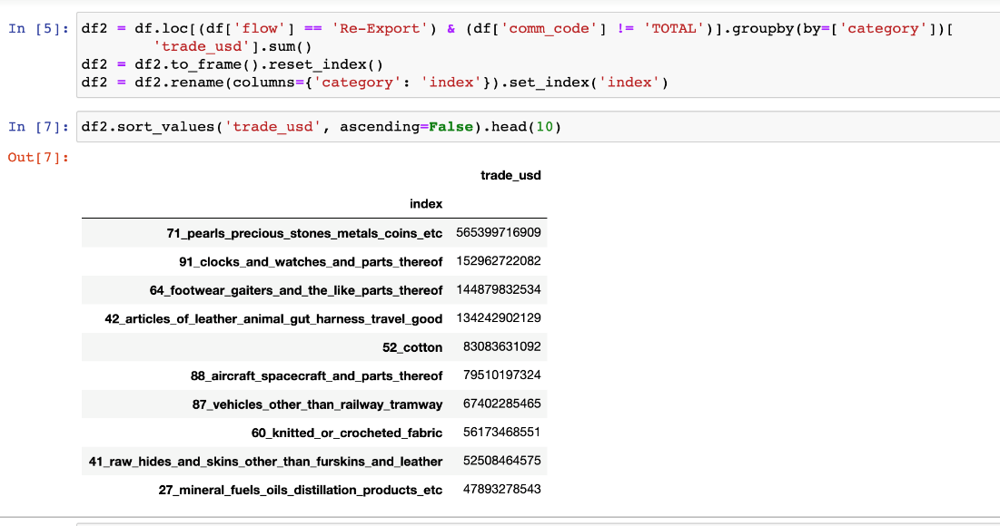 In [5]: df2 = df.loc[(df['flow'] == 'Re-Export') & (df['comm_code'] != 'TOTAL')].groupby(by=['category'])[
'trade_usd'].sum()
df2 = df2.to_frame().reset_index()
df2 = df2.rename(columns={'category': 'index'}).set_index('index')
In [7]: df2.sort_values('trade_usd', ascending=False).head(10)
Out[7]:
trade_usd
index
71_pearls_precious_stones_metals_coins_etc 565399716909
91_clocks_and_watches_and_parts_thereof 152962722082
64_footwear_gaiters_and_the_like_parts_thereof 144879832534
42_articles_of_leather_animal_gut_harness_travel_good 134242902129
52_cotton 83083631092
88_aircraft_spacecraft_and_parts_thereof 79510197324
87_vehicles_other_than_railway_tramway 67402285465
60_knitted_or_crocheted_fabric 56173468551
41_raw_hides_and_skins_other_than_furskins_and_leather 52508464575
27_mineral_fuels_oils_distillation_products_etc 47893278543